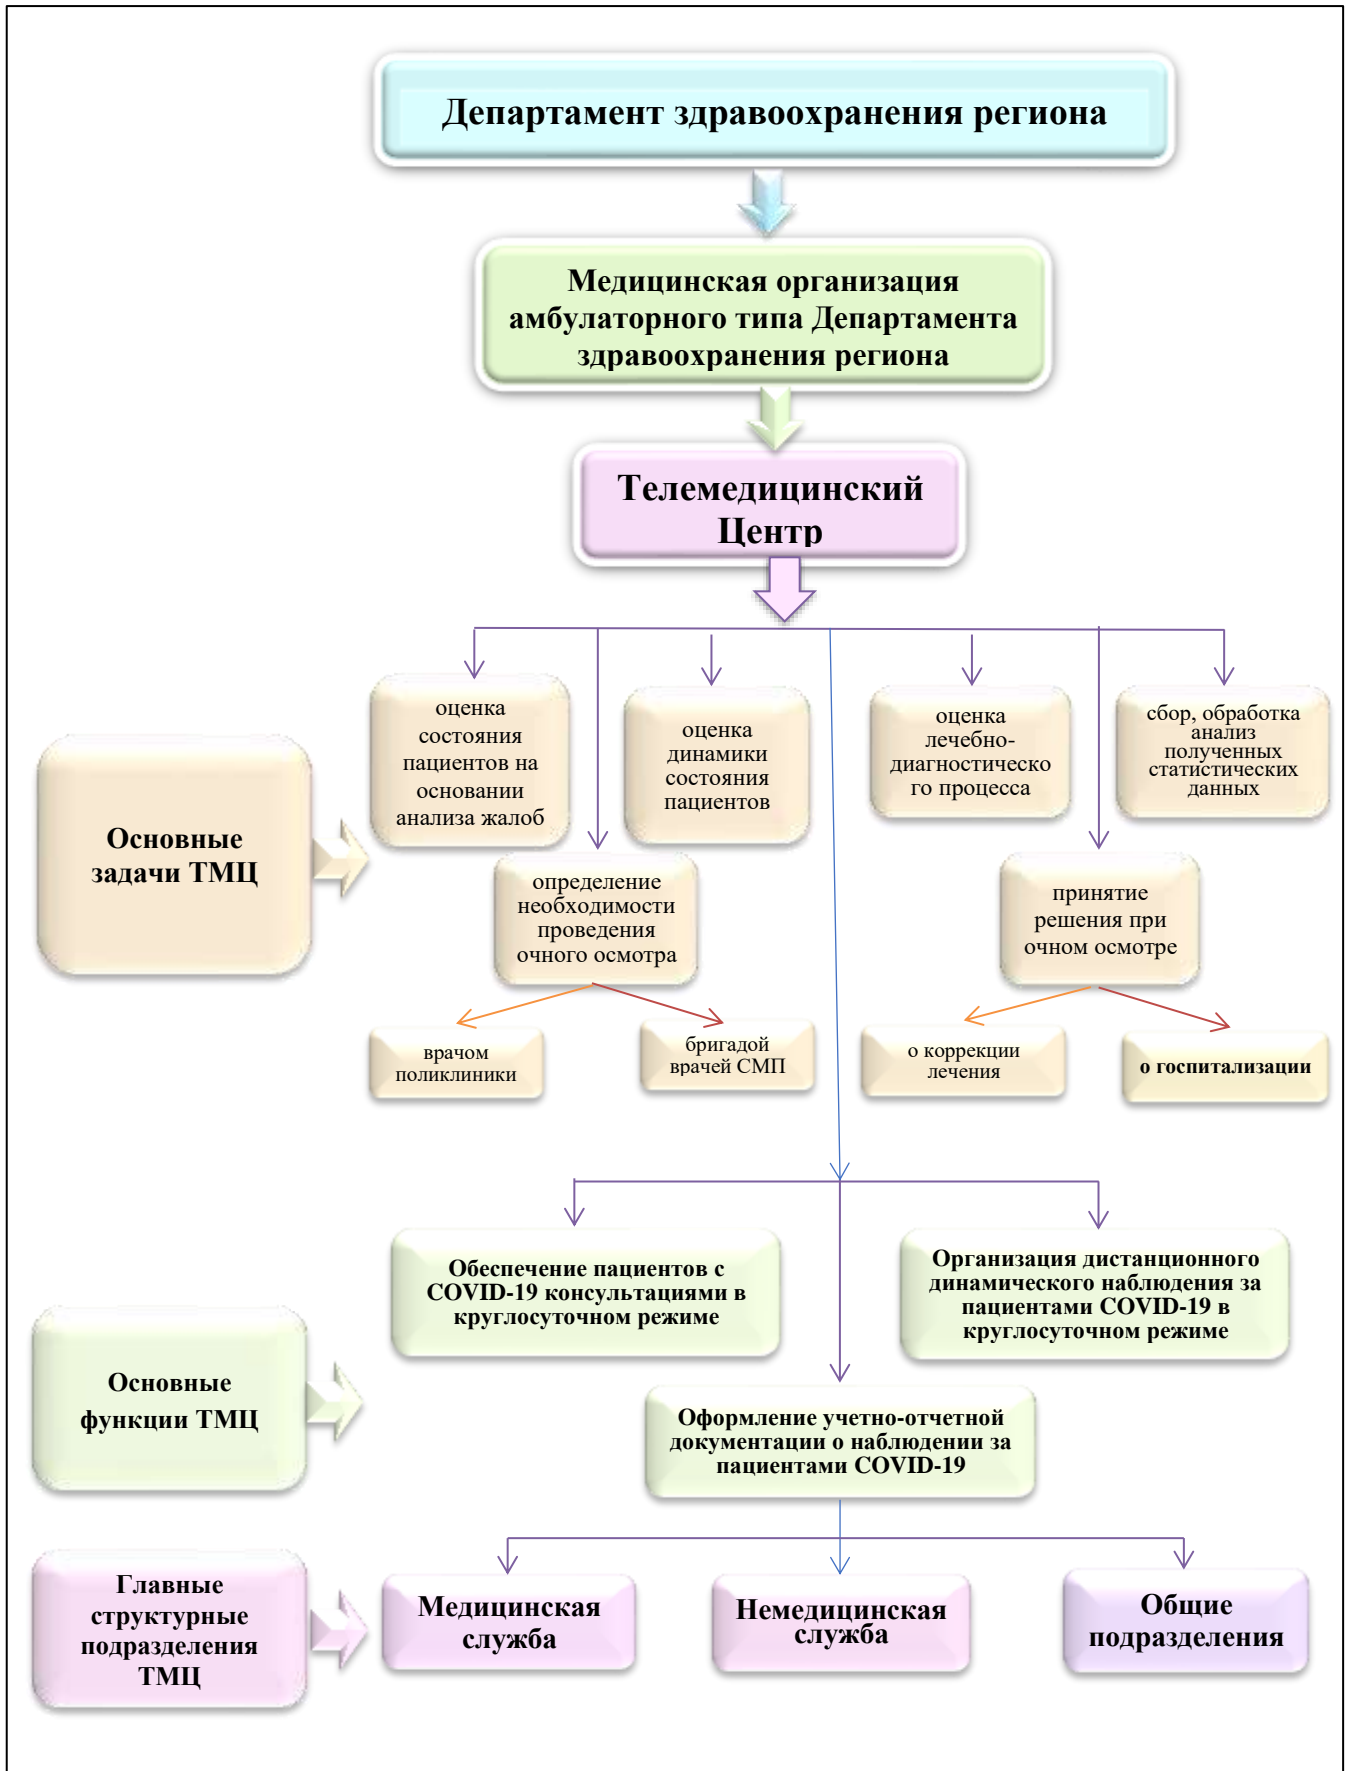 Департамент здравоохранения региона
Медицинская организация
амбулаторного типа Департамента
здравоохранения региона
Телемедицинский
Центр
Основные
задачи ТМЦ
оценка
состояния
пациентов на
основании
анализа жалоб
определение
необходимости
проведения
очного осмотра
оценка
динамики
состояния
пациентов
оценка
лечебно-
диагностическо
го процесса
принятие
решения при
очном осмотре
сбор, обработка
анализ
полученных
статистических
данных
врачом
поликлиники
бригадой
врачей СМП
о коррекции
лечения
о госпитализации
Основные
функции ТМЦ
Обеспечение пациентов с
COVID-19 консультациями в
круглосуточном режиме
Организация дистанционного
динамического наблюдения за
пациентами COVID-19 в
круглосуточном режиме
Оформление учетно-отчетной
документации о наблюдении за
пациентами COVID-19
Главные
структурные
подразделения
ТМЦ
Медицинская
служба
Немедицинская
служба
Общие
подразделения